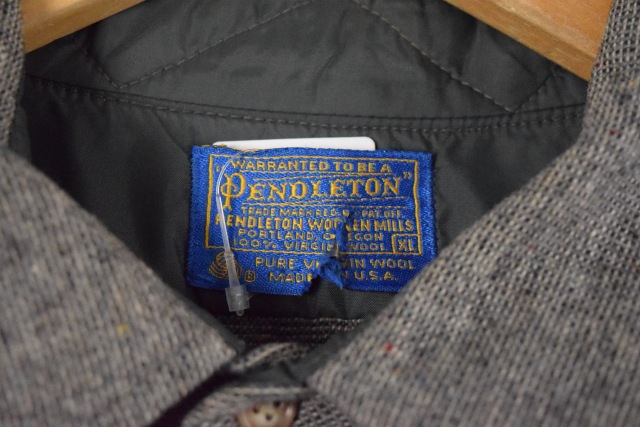 WARRANTED TO BE A
"PENDLETON"
TRADE MARK REG. PAT. OFF.
PENDLETON WOOLEN MILLS
PORTLAND, OREGON
100% VIRGIN WOOL XL
PURE VIRGIN WOOL
MADE IN U.S.A.